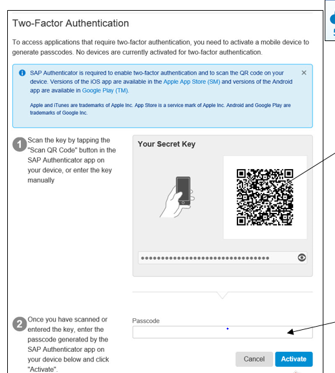 Two-Factor Authentication
To access applications that require two-factor authentication, you need to activate a mobile device to
generate passcodes. No devices are currently activated for two-factor authentication.
SAP Authenticator is required to enable two-factor authentication and to scan the QR code on your
device. Versions of the iOS app are available in the Apple App Store (SM) and versions of the Android
app are available in Google Play (TM).
Apple and iTunes are trademarks of Apple Inc. App Store is a service mark of Apple Inc. Android and Google Play are
trademarks of Google Inc.
1 Scan the key by tapping the
"Scan QR Code" button in the
SAP Authenticator app on
your device, or enter the key
manually
Your Secret Key
2 Once you have scanned or
entered the key, enter the
passcode generated by the
SAP Authenticator app on
your device below and click
"Activate".
Passcode
Cancel Activate